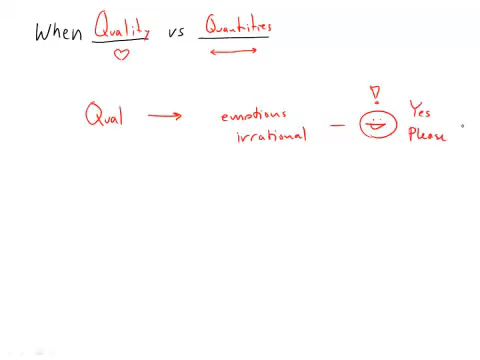 When Quality vs Quantities
Qual → emotions irrational — ! Yes Please